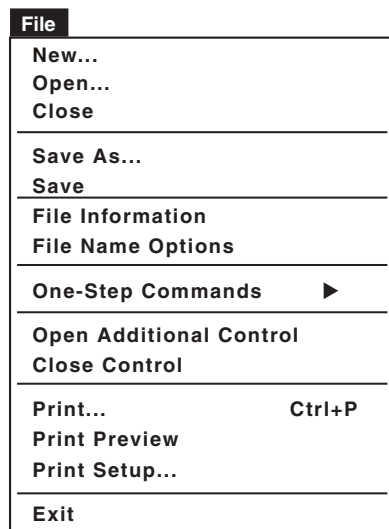 File
New...
Open...
Close
Save As...
Save
File Information
File Name Options
One-Step Commands ▶
Open Additional Control
Close Control
Print... Ctrl+P
Print Preview
Print Setup...
Exit